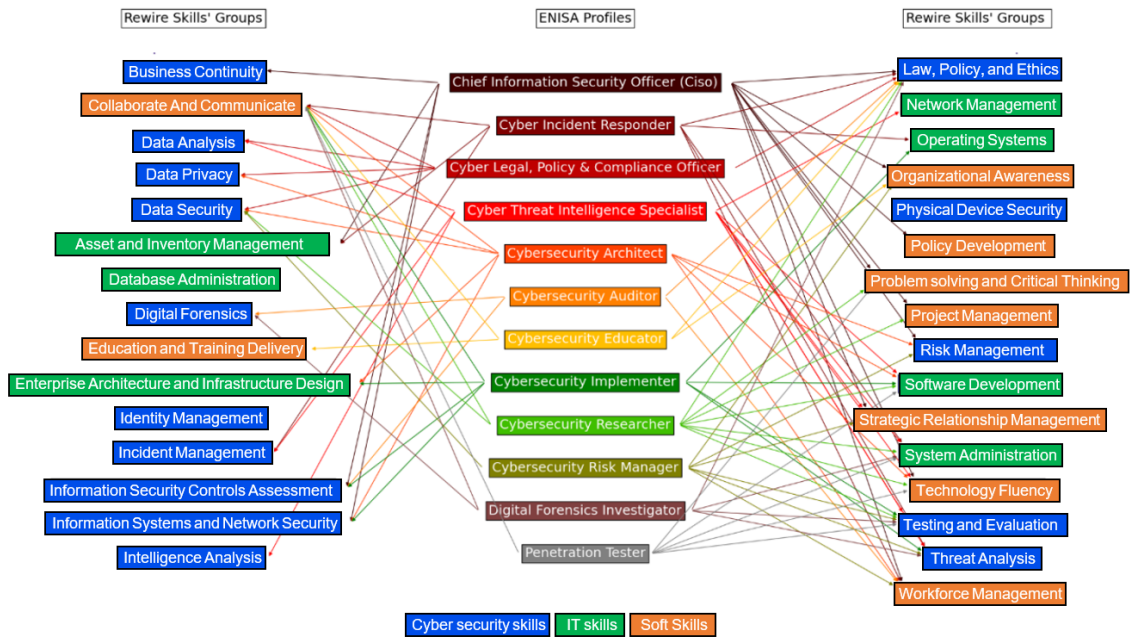 Rewire Skills' Groups
ENISA Profiles
Rewire Skills' Groups
Business Continuity
Collaborate And Communicate
Data Analysis
Data Privacy
Data Security
Asset and Inventory Management
Database Administration
Digital Forensics
Education and Training Delivery
Enterprise Architecture and Infrastructure Design
Identity Management
Incident Management
Information Security Controls Assessment
Information Systems and Network Security
Intelligence Analysis
Chief Information Security Officer (Ciso)
Cyber Incident Responder
Cyber Legal, Policy & Compliance Officer
Cyber Threat Intelligence Specialist
Cybersecurity Architect
Cybersecurity Auditor
Cybersecurity Educator
Cybersecurity Implementer
Cybersecurity Researcher
Cybersecurity Risk Manager
Digital Forensics Investigator
Penetration Tester
Law, Policy, and Ethics
Network Management
Operating Systems
Organizational Awareness
Physical Device Security
Policy Development
Problem solving and Critical Thinking
Project Management
Risk Management
Software Development
Strategic Relationship Management
System Administration
Technology Fluency
Testing and Evaluation
Threat Analysis
Workforce Management
Cyber security skills
IT skills
Soft Skills